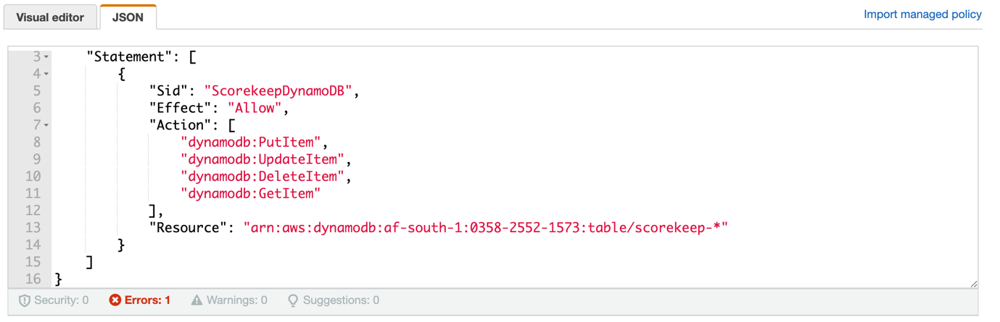 Visual editor JSON Import managed policy
3 "Statement": [
4 {
5 "Sid": "ScorekeepDynamoDB",
6 "Effect": "Allow",
7 "Action": [
8 "dynamodb:PutItem",
9 "dynamodb:UpdateItem",
10 "dynamodb:DeleteItem",
11 "dynamodb:GetItem"
12 ],
13 "Resource": "arn:aws:dynamodb:af-south-1:0358-2552-1573:table/scorekeep-*"
14 }
15 ]
16 }
Security: 0 Errors: 1 Warnings: 0 Suggestions: 0